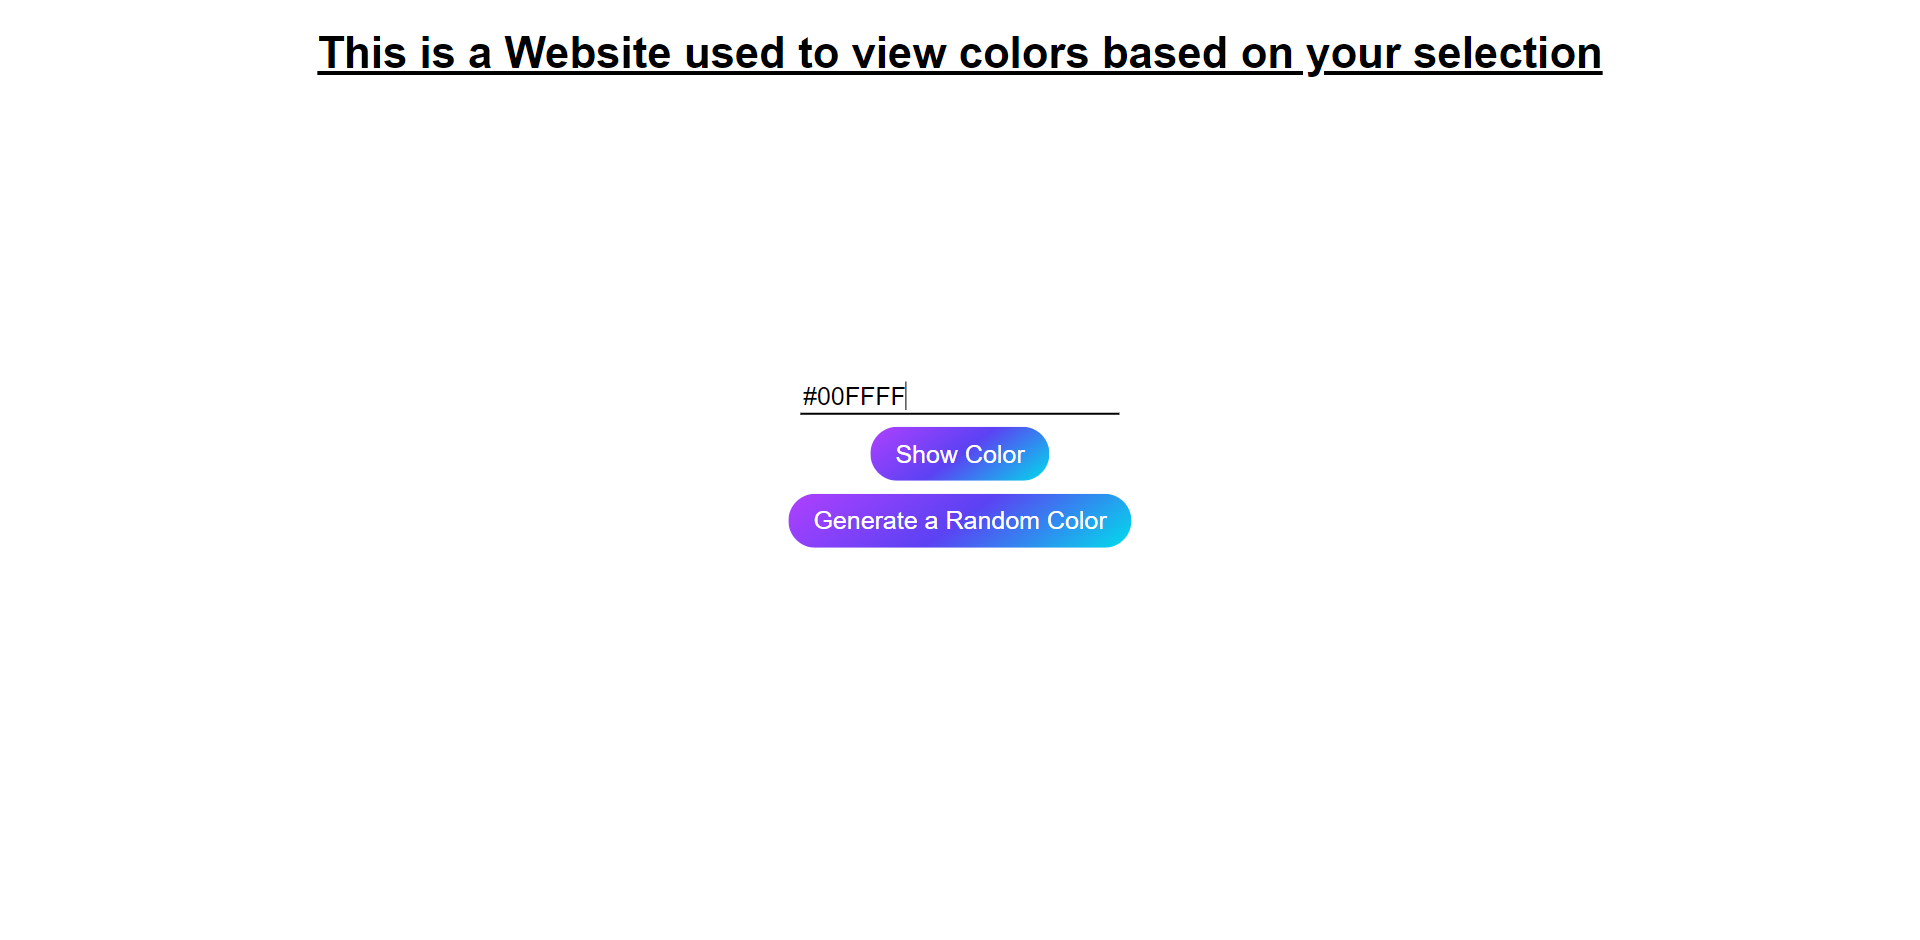 This is a Website used to view colors based on your selection
#00FFFF
Show Color
Generate a Random Color